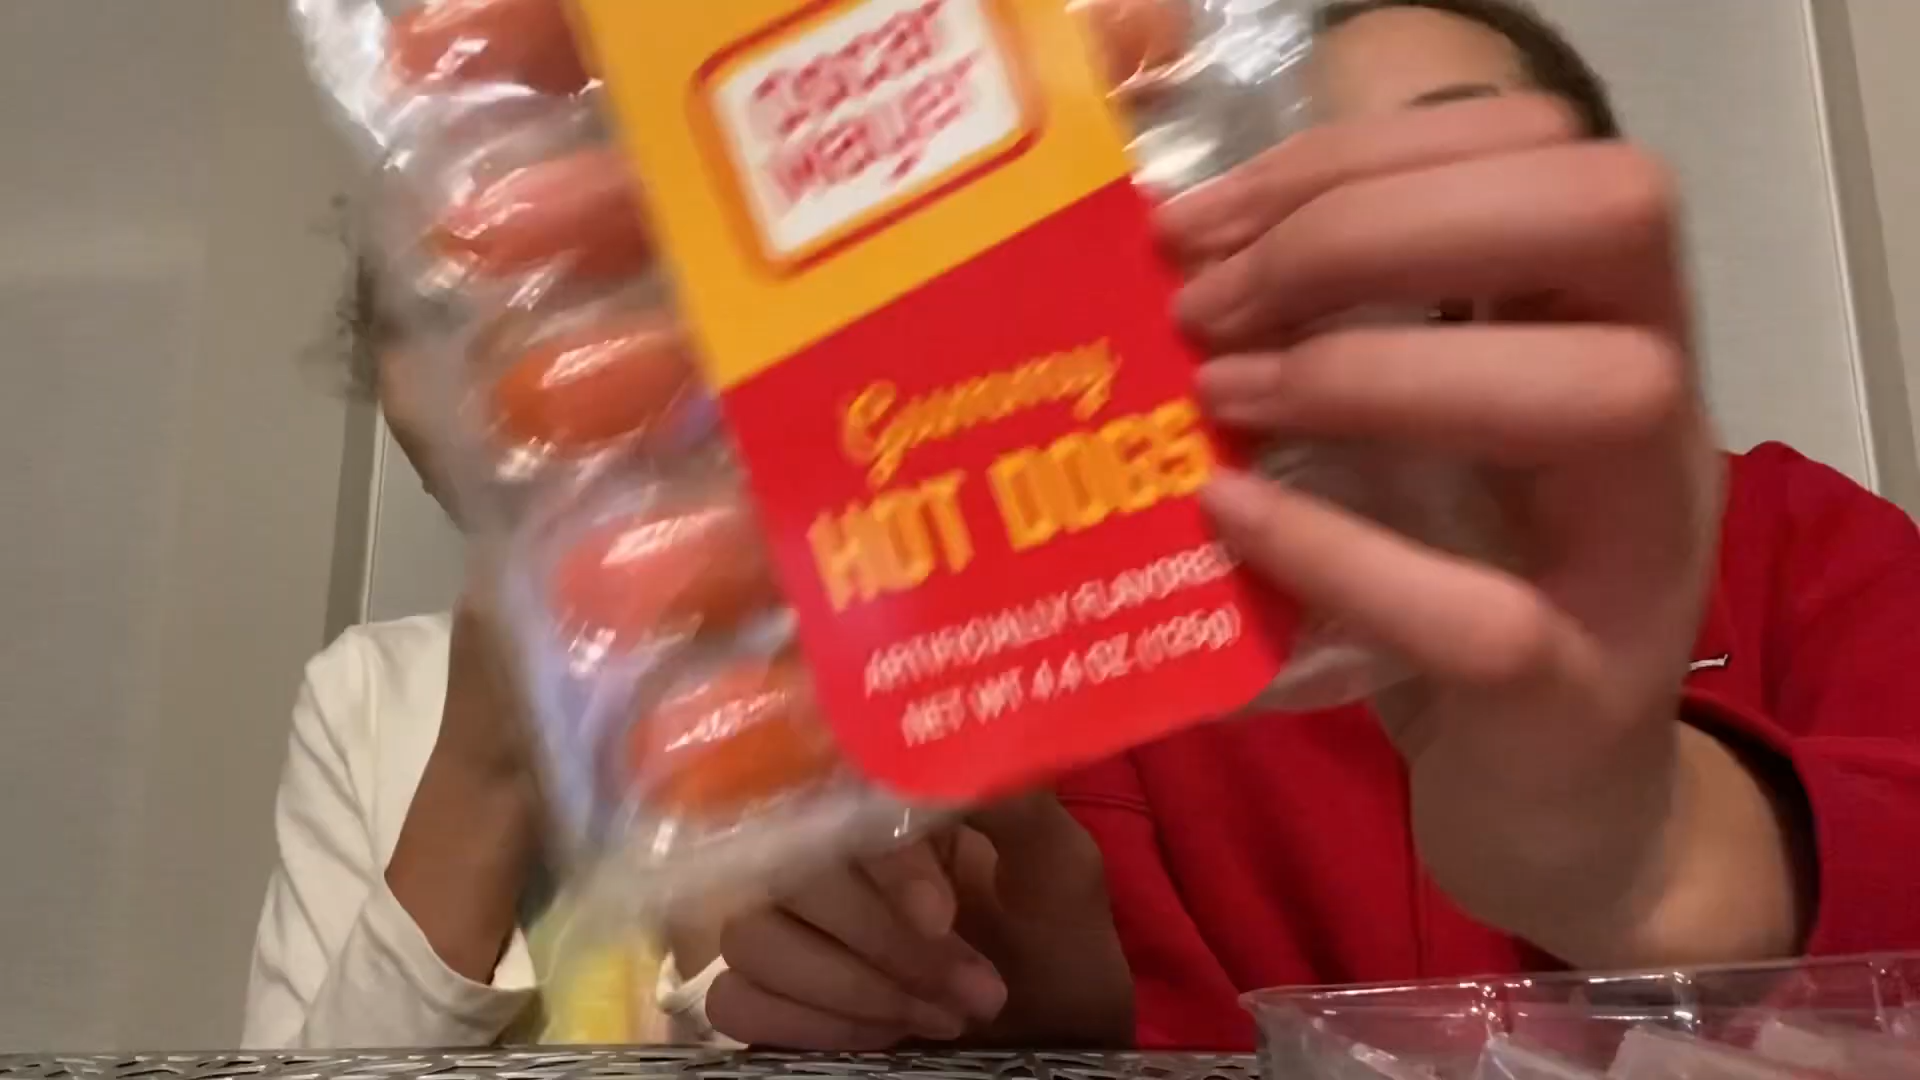 Oscar
Mayer
Gummy
HOT DOGS
ARTIFICIALLY FLAVORED
NET WT 4.4 OZ (125g)